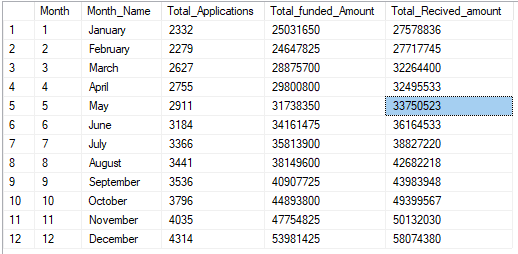 Month Month_Name Total_Applications Total_funded_Amount Total_Recived_amount
1 1 January 2332 25031650 27578836
2 2 February 2279 24647825 27717745
3 3 March 2627 28875700 32264400
4 4 April 2755 29800800 32495533
5 5 May 2911 31738350 33750523
6 6 June 3184 34161475 36164533
7 7 July 3366 35813900 38827220
8 8 August 3441 38149600 42682218
9 9 September 3536 40907725 43983948
10 10 October 3796 44893800 49399567
11 11 November 4035 47754825 50132030
12 12 December 4314 53981425 58074380